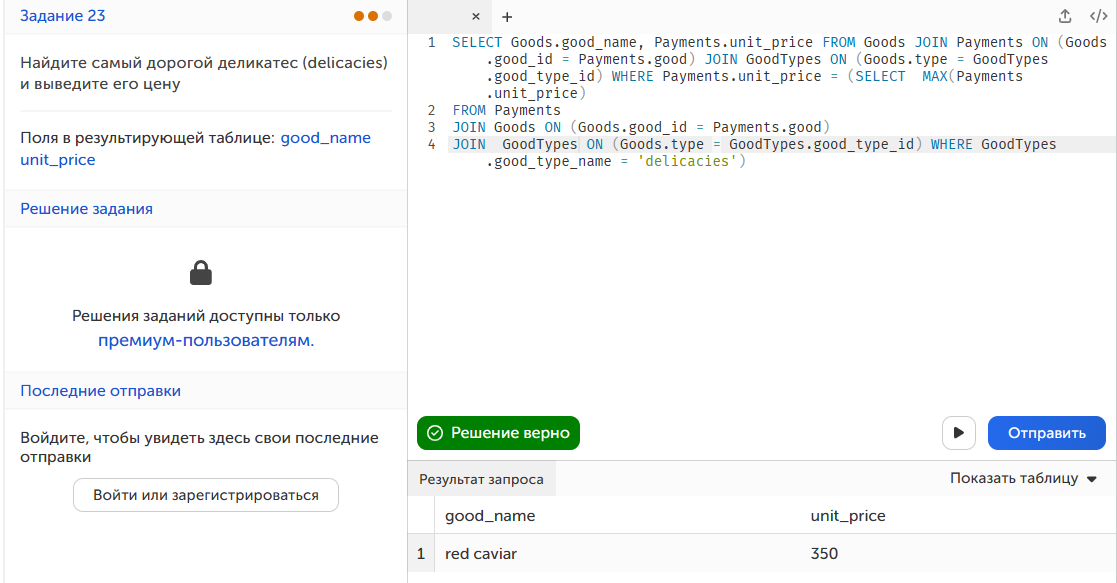 Задание 23
Найдите самый дорогой деликатес (delicacies)
и выведите его цену
Поля в результирующей таблице: good_name
unit_price
Решение задания
Решения заданий доступны только
премиум-пользователям.
Последние отправки
Войдите, чтобы увидеть здесь свои последние
отправки
Войти или зарегистрироваться
× +
</>
1 SELECT Goods.good_name, Payments.unit_price FROM Goods JOIN Payments ON (Goods
.good_id = Payments.good) JOIN GoodTypes ON (Goods.type = GoodTypes
.good_type_id) WHERE Payments.unit_price = (SELECT  MAX(Payments
.unit_price)
2 FROM Payments
3 JOIN Goods ON (Goods.good_id = Payments.good)
4 JOIN  GoodTypes ON (Goods.type = GoodTypes.good_type_id) WHERE GoodTypes
.good_type_name = 'delicacies')
Решение верно
Отправить
Результат запроса
Показать таблицу
good_name unit_price
1 red caviar 350